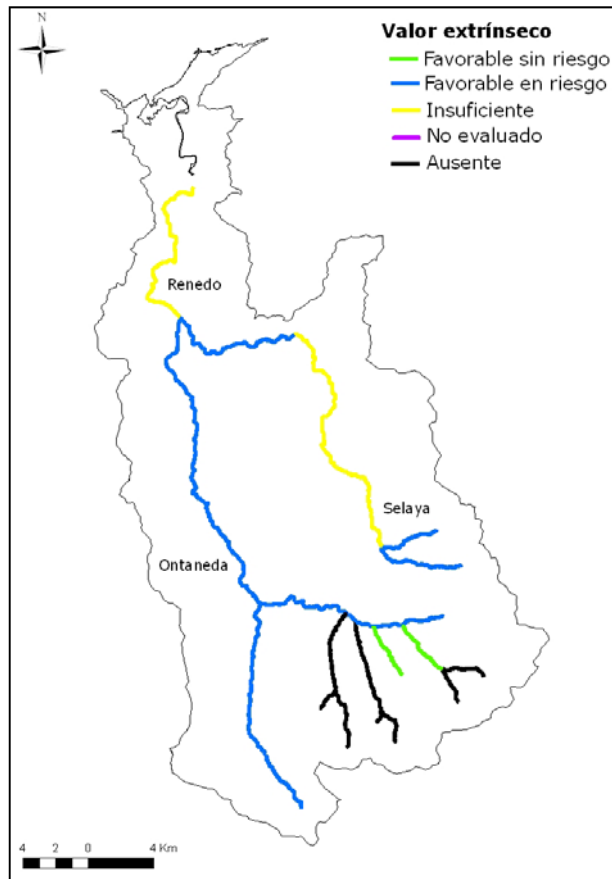 N
Valor extrínseco
Favorable sin riesgo
Favorable en riesgo
Insuficiente
No evaluado
Ausente
Renedo
Selaya
Ontaneda
4 2 0 4 Km